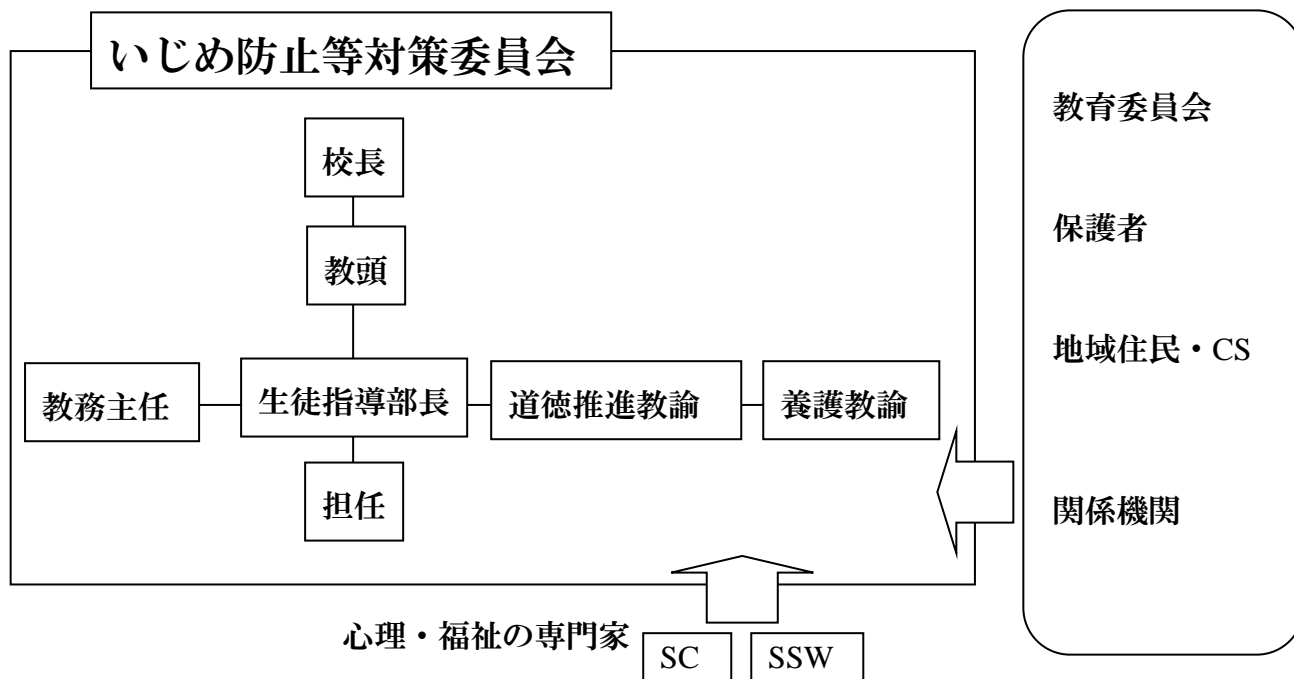 いじめ防止等対策委員会
校長
教頭
教務主任
生徒指導部長
道徳推進教諭
養護教諭
担任
教育委員会
保護者
地域住民・CS
関係機関
心理・福祉の専門家
SC
SSW